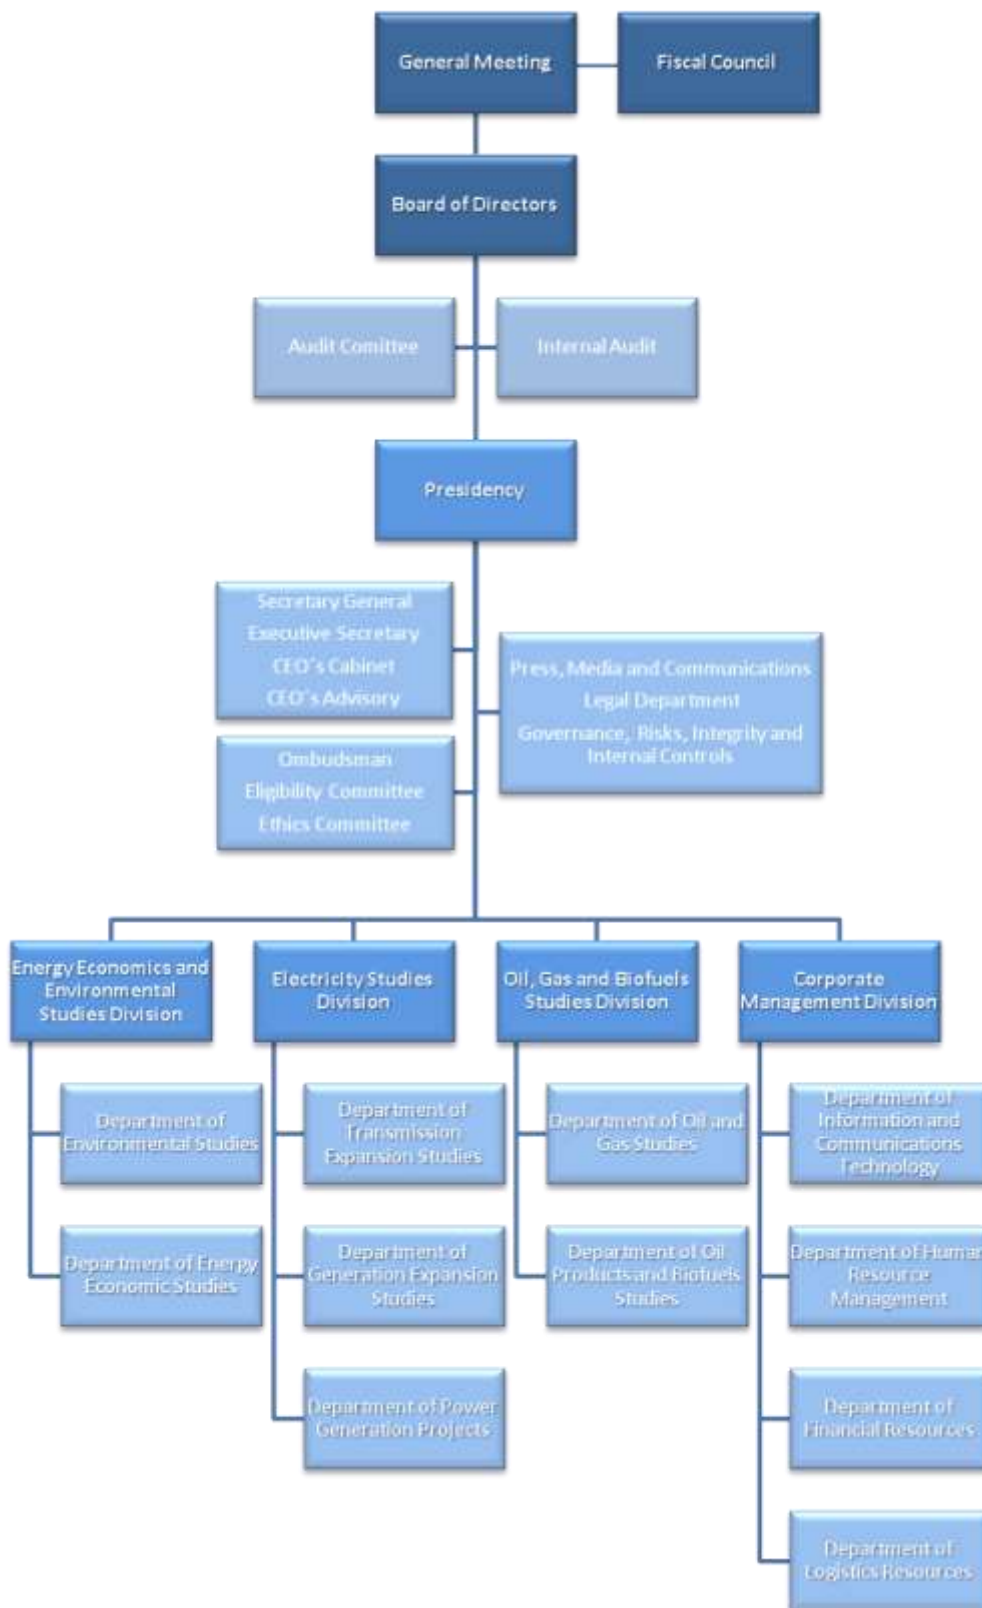 General Meeting
Fiscal Council
Board of Directors
Audit Comittee
Internal Audit
Presidency
Secretary General
Executive Secretary
CEO´s Cabinet
CEO´s Advisory
Press, Media and Communications
Legal Department
Governance, Risks, Integrity and
Internal Controls
Ombudsman
Eligibility Committee
Ethics Committee
Energy Economics and
Environmental
Studies Division
Electricity Studies
Division
Oil, Gas and Biofuels
Studies Division
Corporate
Management Division
Department of
Environmental Studies
Department of Energy
Economic Studies
Department of
Transmission
Expansion Studies
Department of
Generation Expansion
Studies
Department of Power
Generation Projects
Department of Oil and
Gas Studies
Department of Oil
Products and Biofuels
Studies
Department of
Information and
Communications
Technology
Department of Human
Resource
Management
Department of
Financial Resources
Department of
Logistics Resources